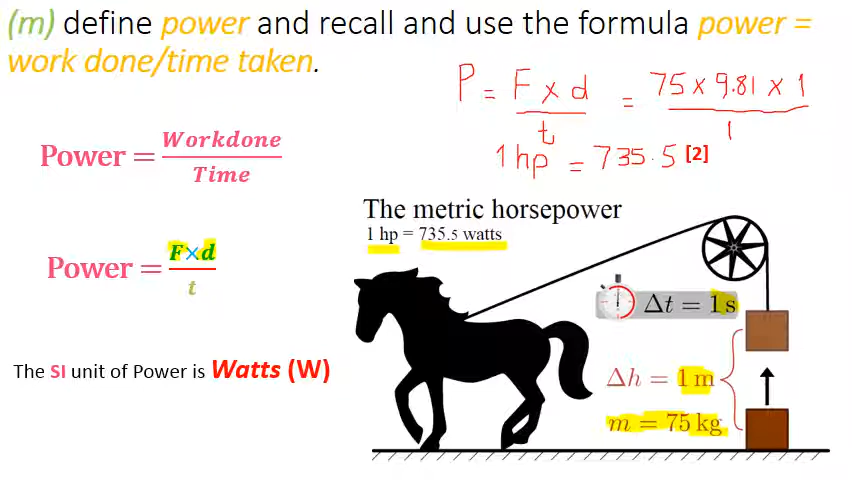 (m) define power and recall and use the formula power =
work done/time taken.
P = F × d / t = 75 × 9.81 × 1 / 1
1hp = 735.5 [2]
Power = Workdone / Time
Power = F×d / t
The SI unit of Power is Watts (W)
The metric horsepower
1 hp = 735.5 watts
Δt = 1 s
Δh = 1 m
m = 75 kg